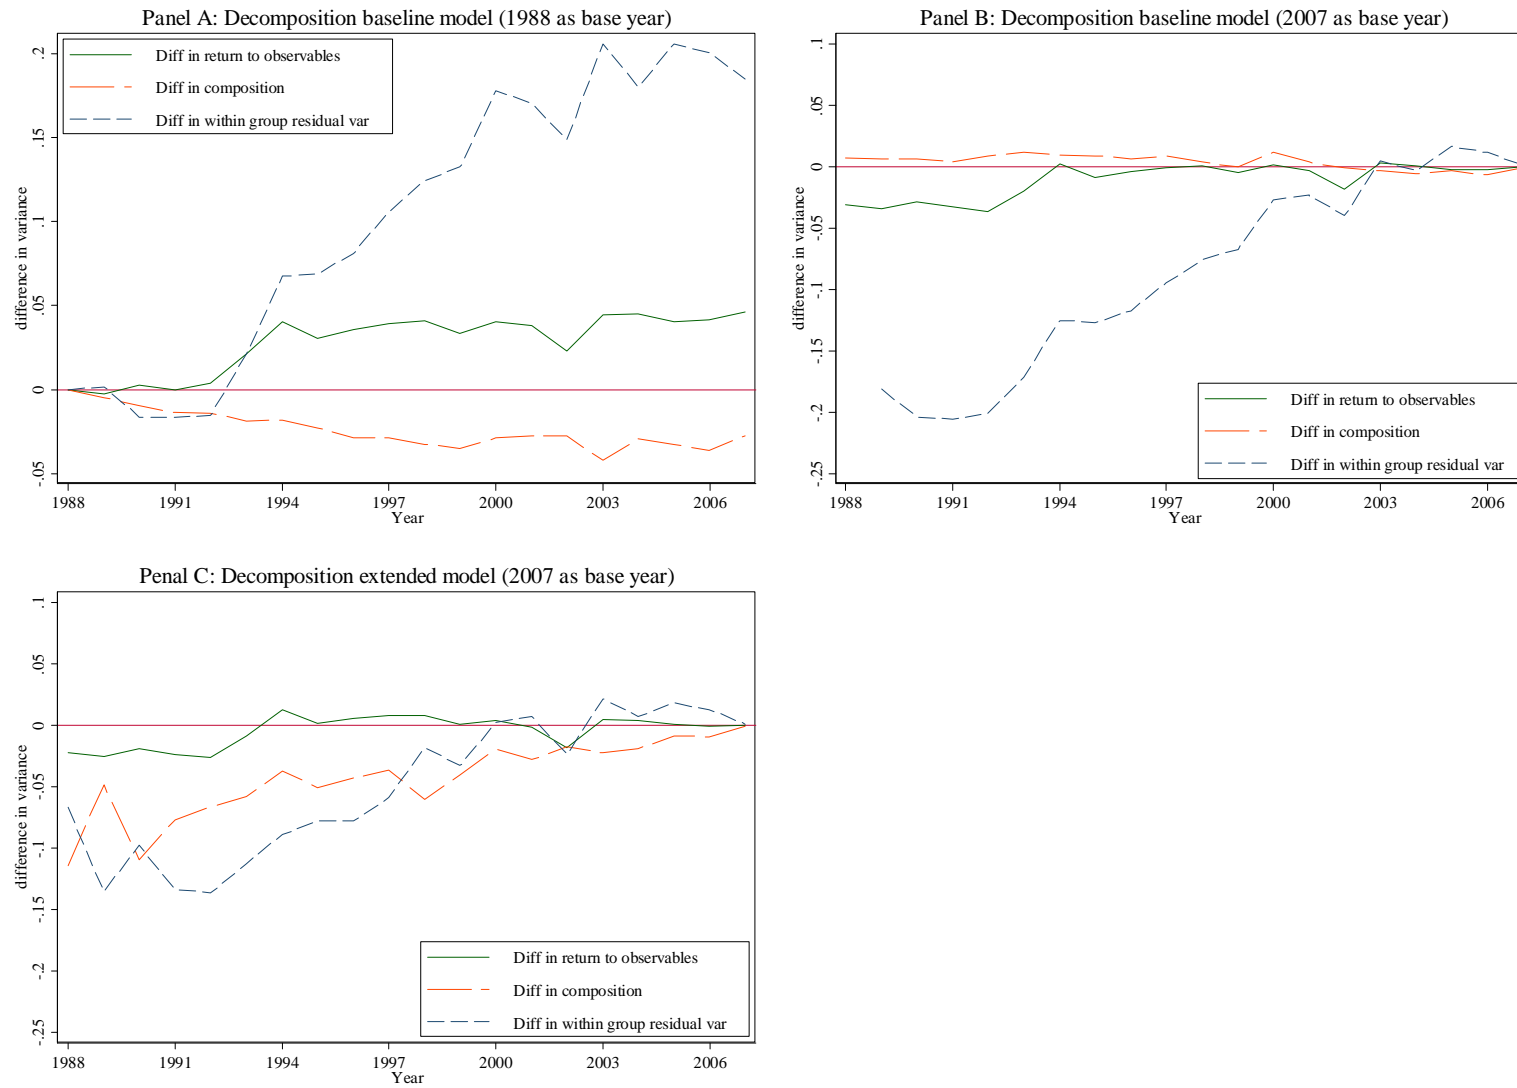 Panel A: Decomposition baseline model (1988 as base year)
difference in variance
.2
.15
.1
.05
0
-.05
Diff in return to observables
Diff in composition
Diff in within group residual var
1988 1991 1994 1997 2000 2003 2006
Year
Panel B: Decomposition baseline model (2007 as base year)
difference in variance
.1
.05
0
-.05
-.1
-.15
-.2
-.25
Diff in return to observables
Diff in composition
Diff in within group residual var
1988 1991 1994 1997 2000 2003 2006
Year
Penal C: Decomposition extended model (2007 as base year)
difference in variance
.1
.05
0
-.05
-.1
-.15
-.2
-.25
Diff in return to observables
Diff in composition
Diff in within group residual var
1988 1991 1994 1997 2000 2003 2006
Year